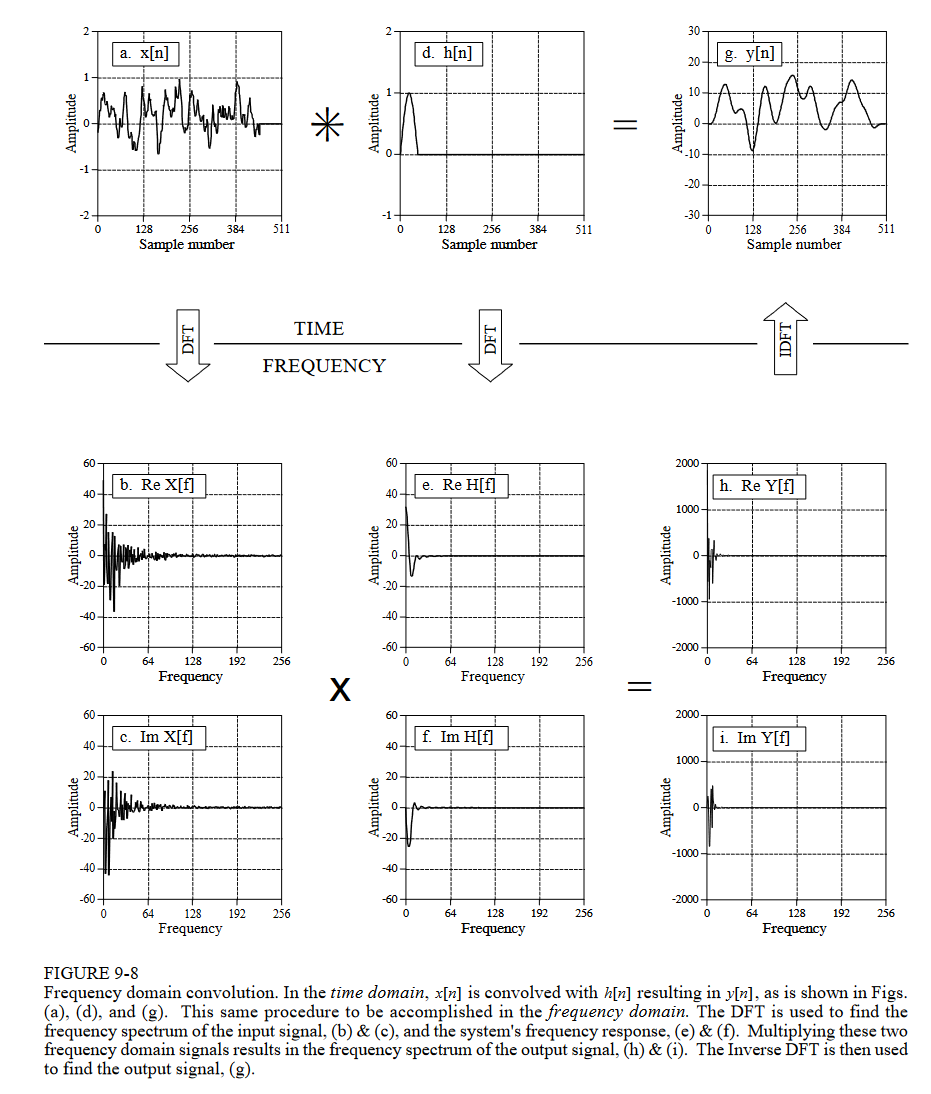 a. x[n]
2
1
0
-1
-2
Amplitude
0 128 256 384 511
Sample number
*
d. h[n]
2
1
0
-1
Amplitude
0 128 256 384 511
Sample number
=
g. y[n]
30
20
10
0
-10
-20
-30
Amplitude
0 128 256 384 511
Sample number
DFT
TIME
FREQUENCY
DFT
IDFT
b. Re X[f]
60
40
20
0
-20
-40
-60
Amplitude
0 64 128 192 256
Frequency
e. Re H[f]
60
40
20
0
-20
-40
-60
Amplitude
0 64 128 192 256
Frequency
h. Re Y[f]
2000
1000
0
-1000
-2000
Amplitude
0 64 128 192 256
Frequency
X
=
c. Im X[f]
60
40
20
0
-20
-40
-60
Amplitude
0 64 128 192 256
Frequency
f. Im H[f]
60
40
20
0
-20
-40
-60
Amplitude
0 64 128 192 256
Frequency
i. Im Y[f]
2000
1000
0
-1000
-2000
Amplitude
0 64 128 192 256
Frequency
FIGURE 9-8
Frequency domain convolution. In the time domain, x[n] is convolved with h[n] resulting in y[n], as is shown in Figs.
(a), (d), and (g). This same procedure to be accomplished in the frequency domain. The DFT is used to find the
frequency spectrum of the input signal, (b) & (c), and the system's frequency response, (e) & (f). Multiplying these two
frequency domain signals results in the frequency spectrum of the output signal, (h) & (i). The Inverse DFT is then used
to find the output signal, (g).